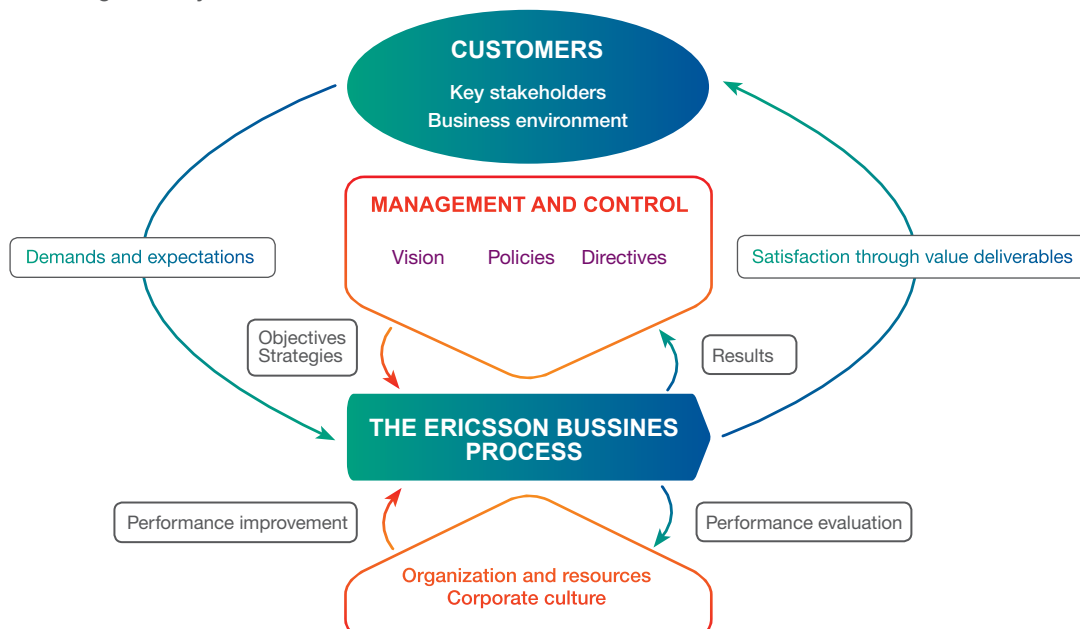 CUSTOMERS
Key stakeholders
Business environment
MANAGEMENT AND CONTROL
Vision Policies Directives
Demands and expectations
Satisfaction through value deliverables
Objectives
Strategies
Results
THE ERICSSON BUSSINES
PROCESS
Performance improvement
Performance evaluation
Organization and resources
Corporate culture